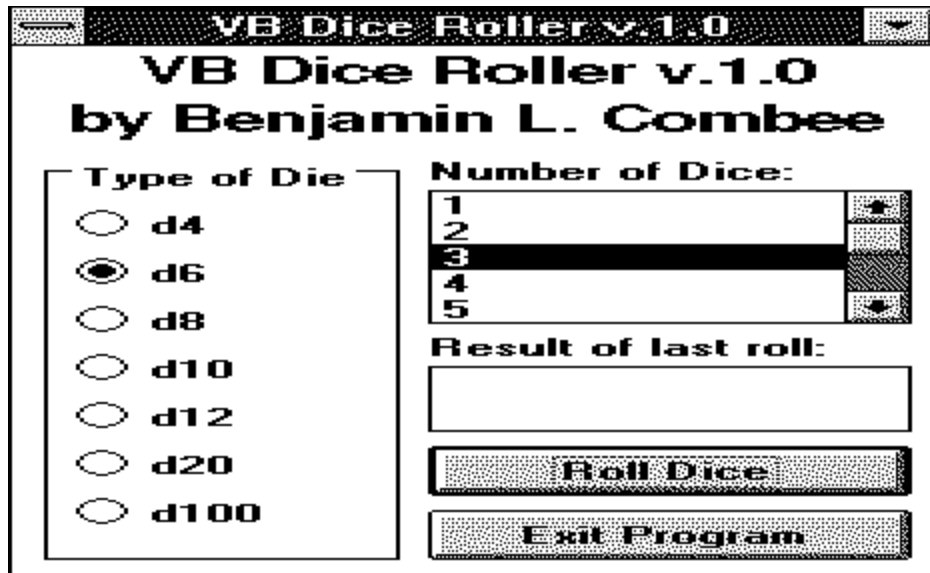 VB Dice Roller v.1.0
VB Dice Roller v.1.0
by Benjamin L. Combee
Type of Die
d4
d6
d8
d10
d12
d20
d100
Number of Dice:
1
2
3
4
5
Result of last roll:
Roll Dice
Exit Program